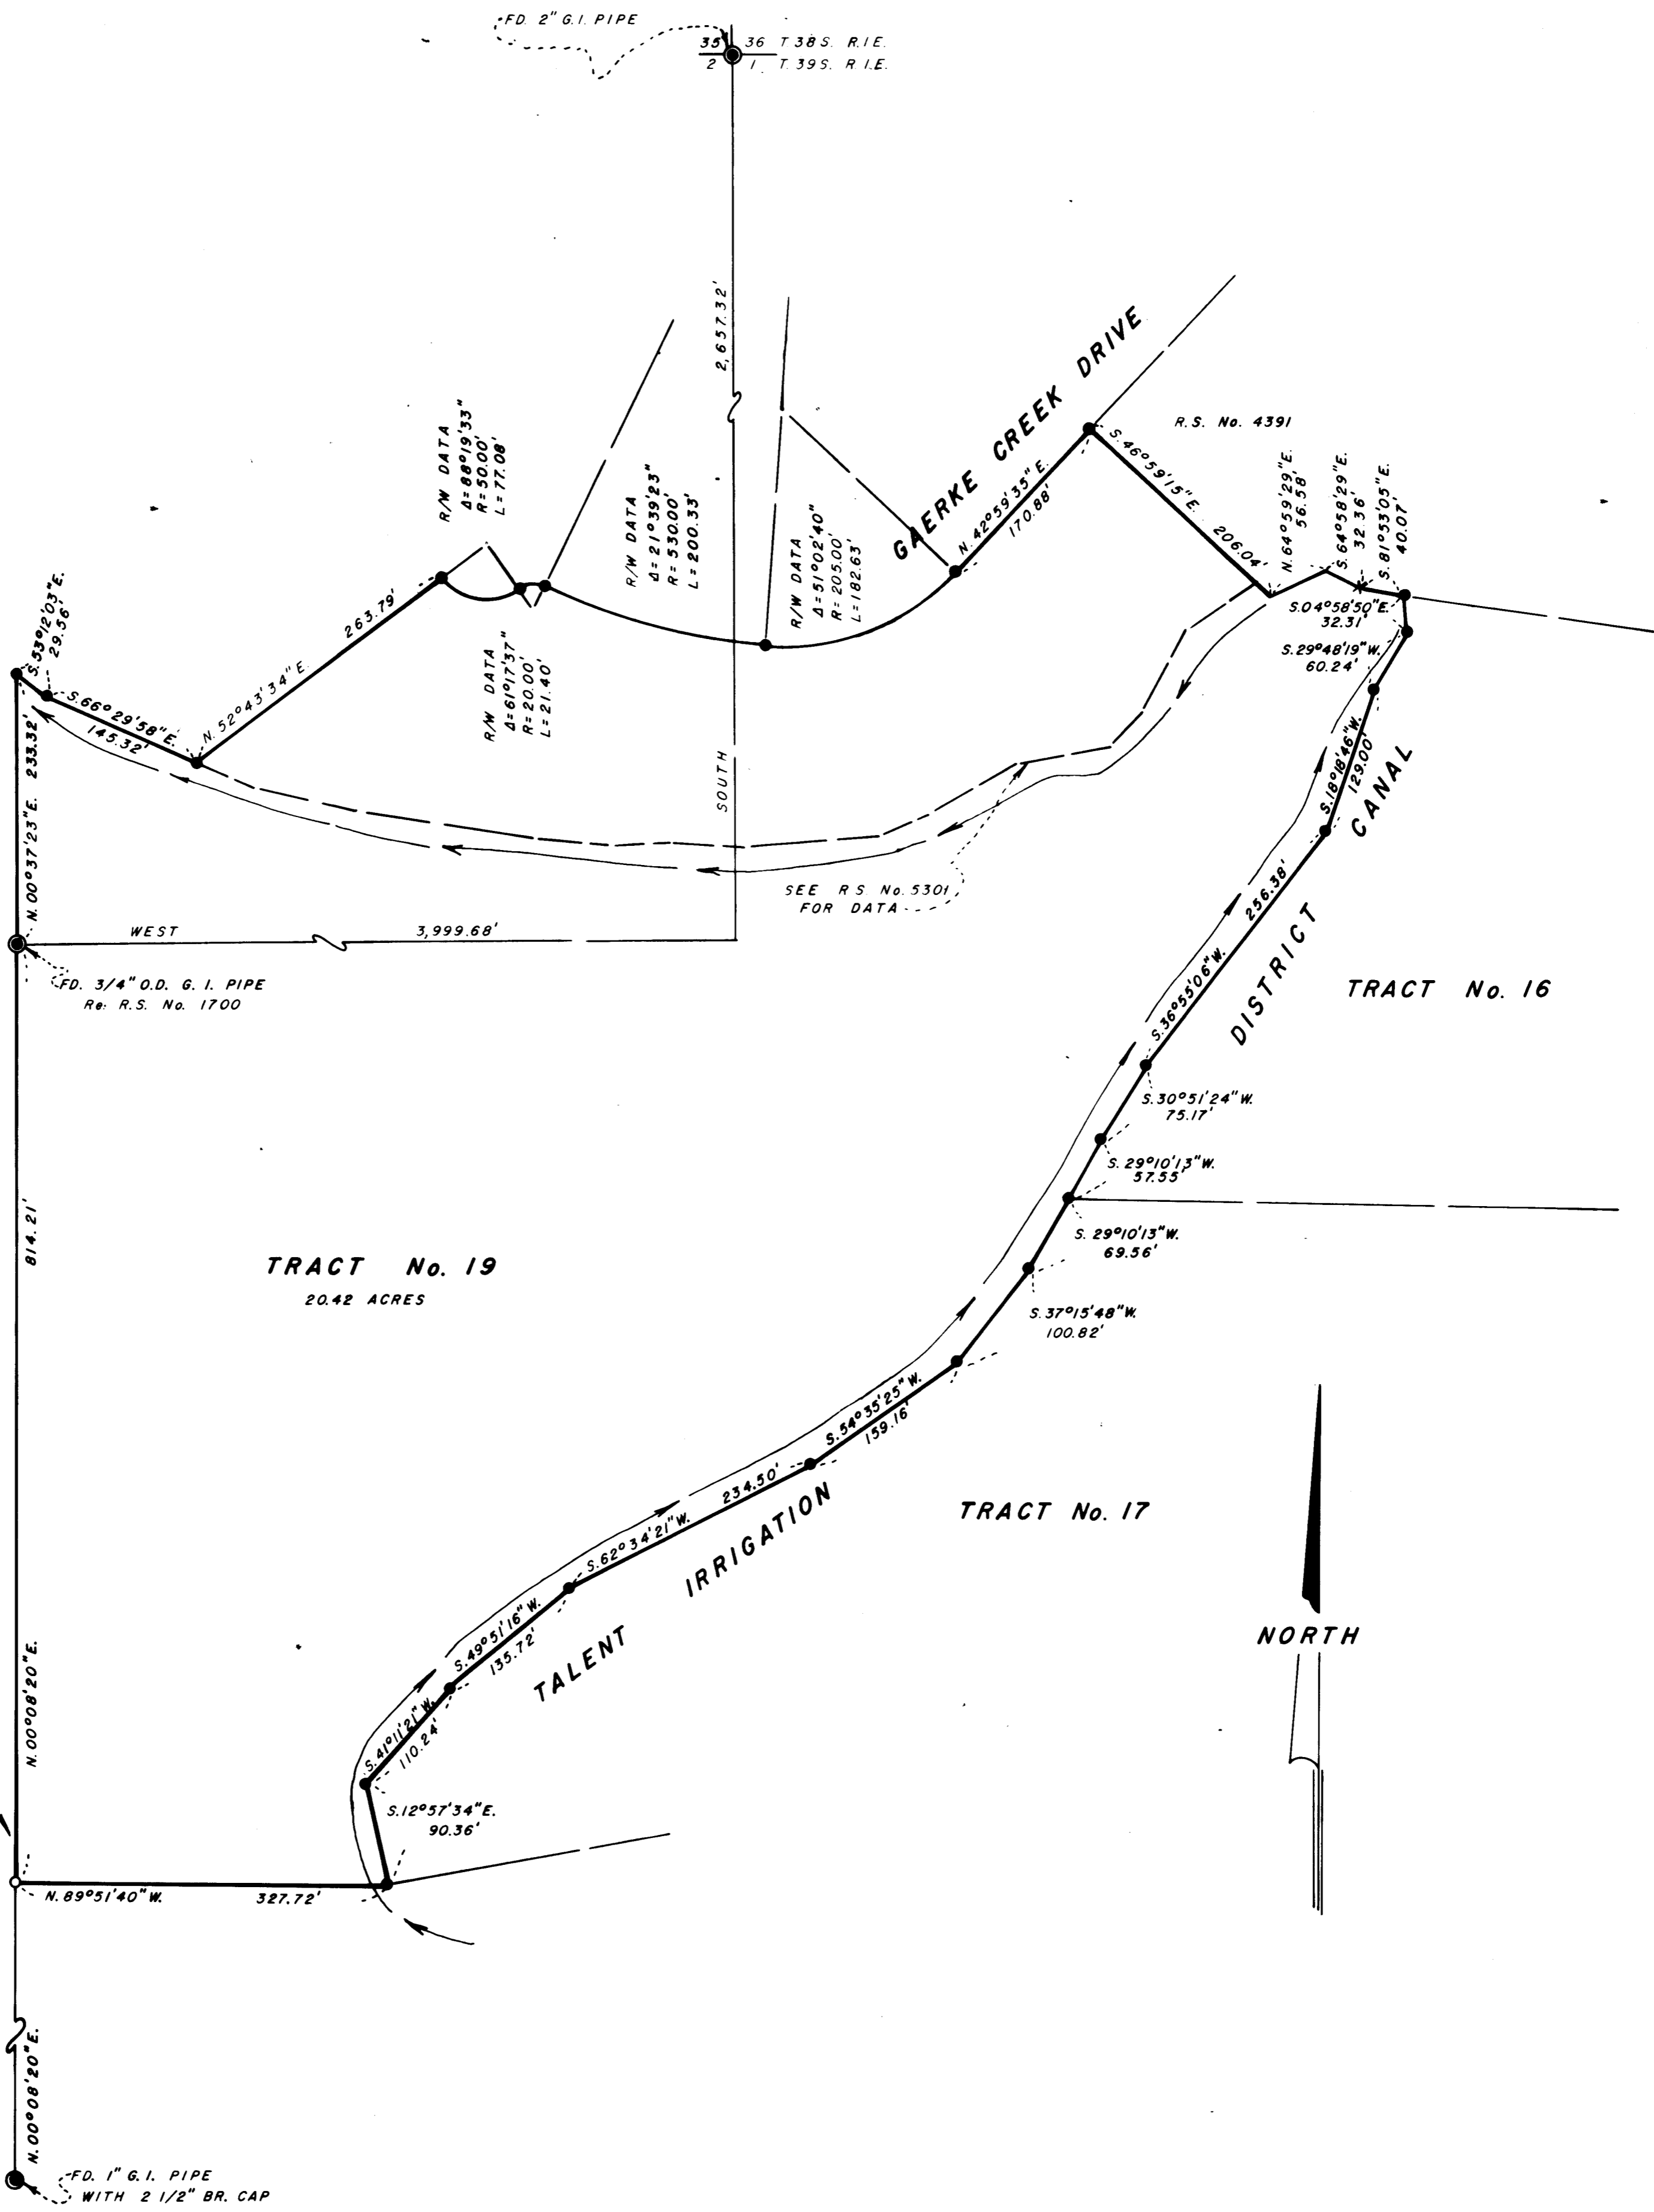 FD. 2" G.I. PIPE
35 36 T.38S. R.1E.
2 1 T.39S. R.1E.
2,657.32'
GAERKE CREEK DRIVE
R.S. No. 4391
R/W DATA
Δ=88°19'33"
R=50.00'
L=77.08'
R/W DATA
Δ=21°39'23"
R=530.00'
L=200.33'
R/W DATA
Δ=51°02'40"
R=205.00'
L=182.63'
R/W DATA
Δ=61°17'37"
R=20.00'
L=21.40'
N.42°59'35"E.
170.88'
S.46°59'15"E. 206.04'
N.64°59'29"E.
56.58'
S.64°58'29"E.
32.36'
S.81°53'05"E.
40.07'
S.04°58'50"E.
32.31'
S.29°48'19"W.
60.24'
S.53°12'03"E.
29.56'
S.66°29'58"E.
145.32'
N.52°43'34"E. 263.79'
N.00°37'23"E. 233.32'
S.18°18'46"W.
129.00'
SOUTH
SEE RS No. 5301
FOR DATA
WEST 3,999.68'
FD. 3/4" O.D. G.I. PIPE
Re: R.S. No. 1700
S.36°55'06"W. 256.38'
TALENT IRRIGATION DISTRICT CANAL
TRACT No. 16
S.30°51'24"W.
75.17'
S.29°10'13"W.
57.55'
S.29°10'13"W.
69.56'
TRACT No. 19
20.42 ACRES
S.37°15'48"W.
100.82'
S.54°35'25"W.
159.16'
S.62°34'21"W. 234.50'
TRACT No. 17
S.49°51'16"W.
135.72'
NORTH
S.41°11'21"W.
110.24'
S.12°57'34"E.
90.36'
N.00°08'20"E. 814.21'
N.89°51'40"W. 327.72'
N.00°08'20"E.
FD. 1" G.I. PIPE
WITH 2 1/2" BR. CAP